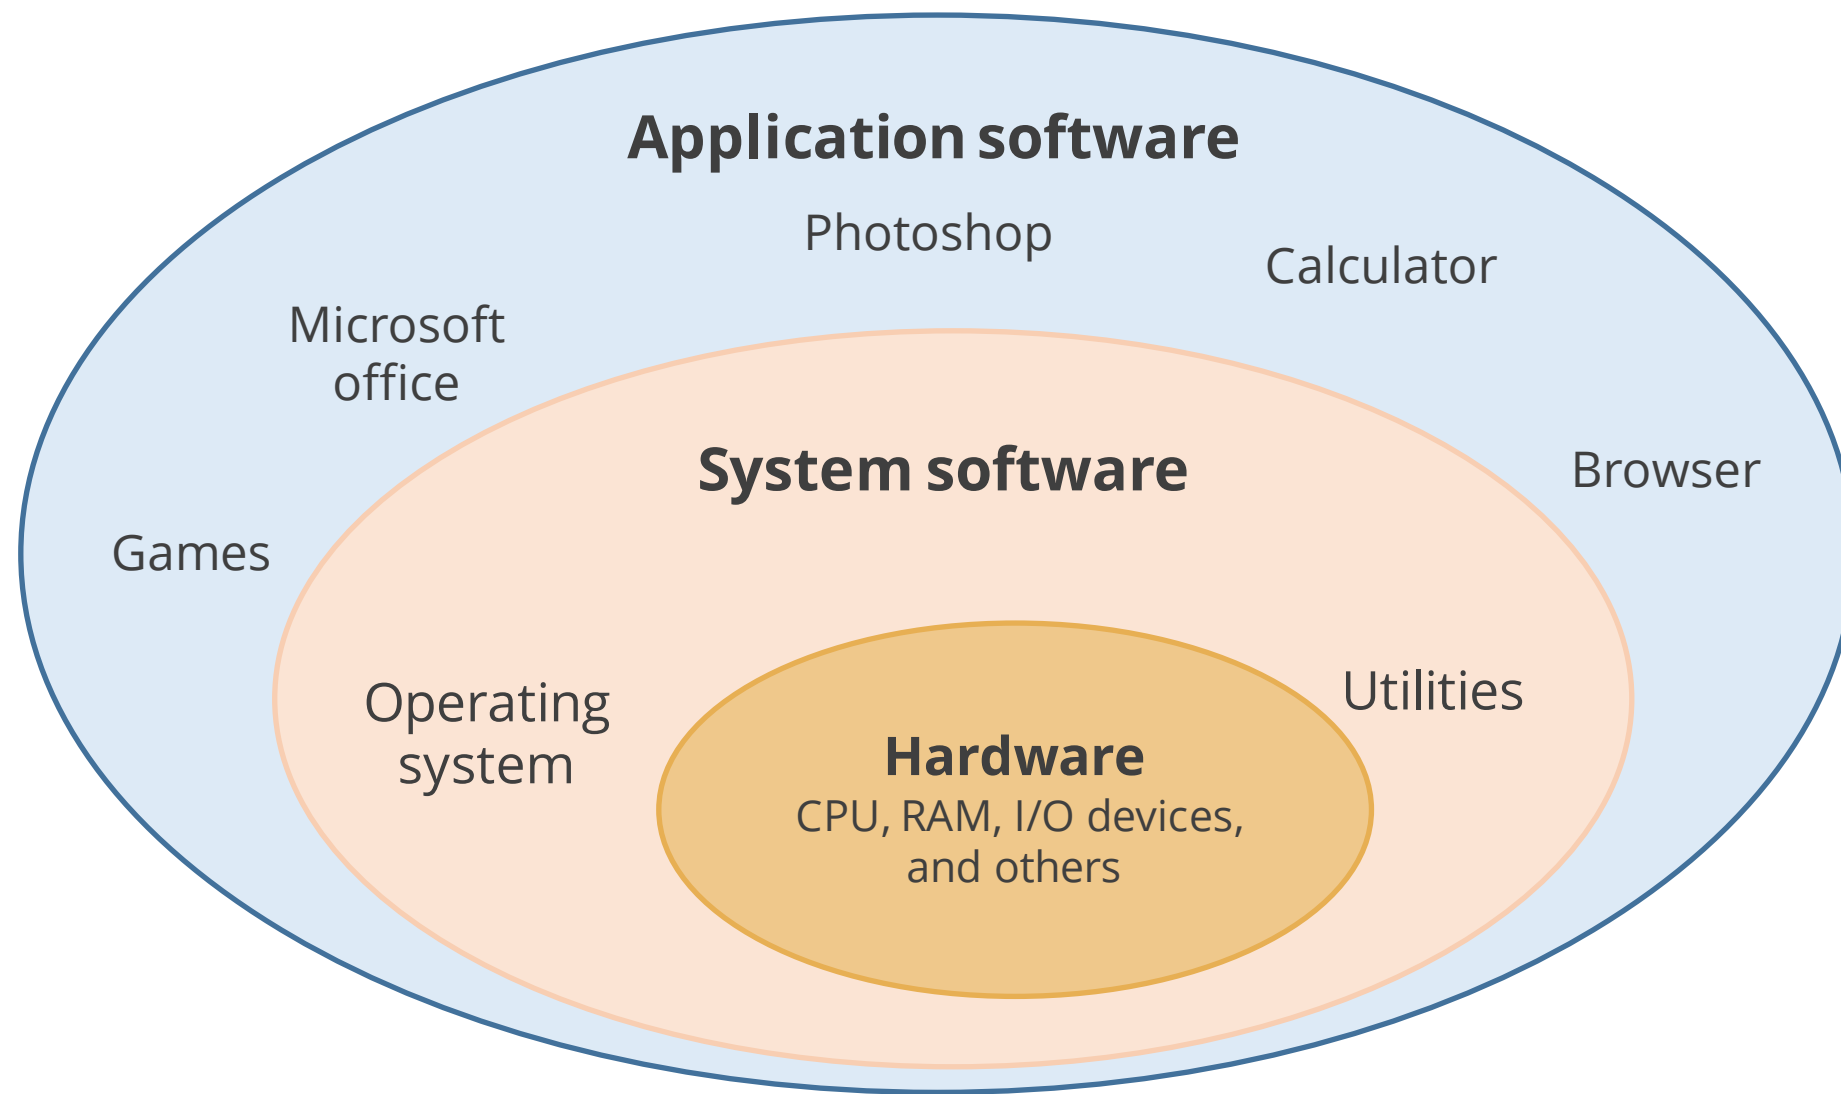 Application software
Photoshop
Calculator
Microsoft
office
System software
Browser
Games
Operating
system
Utilities
Hardware
CPU, RAM, I/O devices,
and others